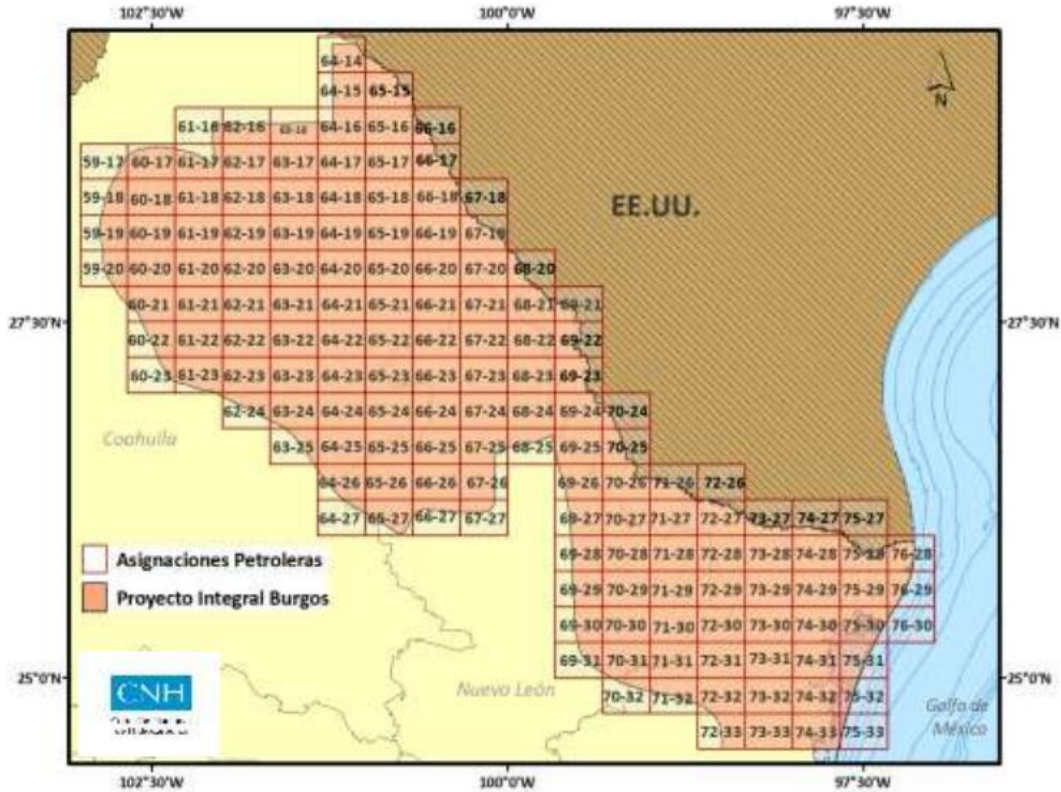 102°30'W 100°0'W 97°30'W
64-14
64-15 65-15
61-16 62-16 63-16 64-16 65-16 66-16
59-17 60-17 61-17 62-17 63-17 64-17 65-17 66-17
59-18 60-18 61-18 62-18 63-18 64-18 65-18 66-18 67-18
59-19 60-19 61-19 62-19 63-19 64-19 65-19 66-19 67-19
59-20 60-20 61-20 62-20 63-20 64-20 65-20 66-20 67-20 68-20
60-21 61-21 62-21 63-21 64-21 65-21 66-21 67-21 68-21 69-21
60-22 61-22 62-22 63-22 64-22 65-22 66-22 67-22 68-22 69-22
60-23 61-23 62-23 63-23 64-23 65-23 66-23 67-23 68-23 69-23
62-24 63-24 64-24 65-24 66-24 67-24 68-24 69-24 70-24
63-25 64-25 65-25 66-25 67-25 68-25 69-25 70-25
64-26 65-26 66-26 67-26 69-26 70-26 71-26 72-26
64-27 65-27 66-27 67-27 69-27 70-27 71-27 72-27 73-27 74-27 75-27
69-28 70-28 71-28 72-28 73-28 74-28 75-28 76-28
69-29 70-29 71-29 72-29 73-29 74-29 75-29 76-29
69-30 70-30 71-30 72-30 73-30 74-30 75-30 76-30
69-31 70-31 71-31 72-31 73-31 74-31 75-31
70-32 71-32 72-32 73-32 74-32 75-32
72-33 73-33 74-33 75-33
N
EE.UU.
27°30'N 27°30'N
Coahuila
Asignaciones Petroleras
Proyecto Integral Burgos
25°0'N 25°0'N
CNH
Nuevo León
Golfo de
México
102°30'W 100°0'W 97°30'W